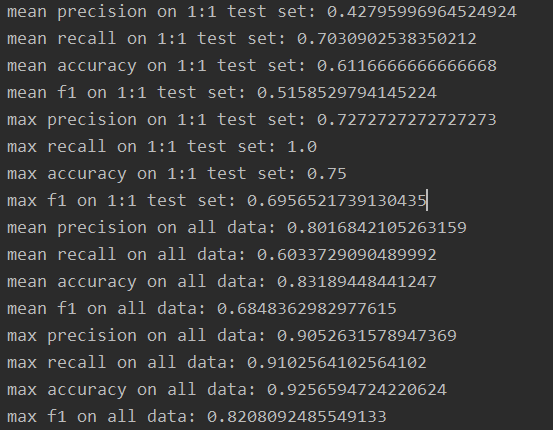 mean precision on 1:1 test set: 0.42795996964524924
mean recall on 1:1 test set: 0.7030902538350212
mean accuracy on 1:1 test set: 0.6116666666666668
mean f1 on 1:1 test set: 0.5158529794145224
max precision on 1:1 test set: 0.7272727272727273
max recall on 1:1 test set: 1.0
max accuracy on 1:1 test set: 0.75
max f1 on 1:1 test set: 0.6956521739130435
mean precision on all data: 0.8016842105263159
mean recall on all data: 0.6033729090489992
mean accuracy on all data: 0.83189448441247
mean f1 on all data: 0.6848362982977615
max precision on all data: 0.9052631578947369
max recall on all data: 0.9102564102564102
max accuracy on all data: 0.9256594724220624
max f1 on all data: 0.8208092485549133